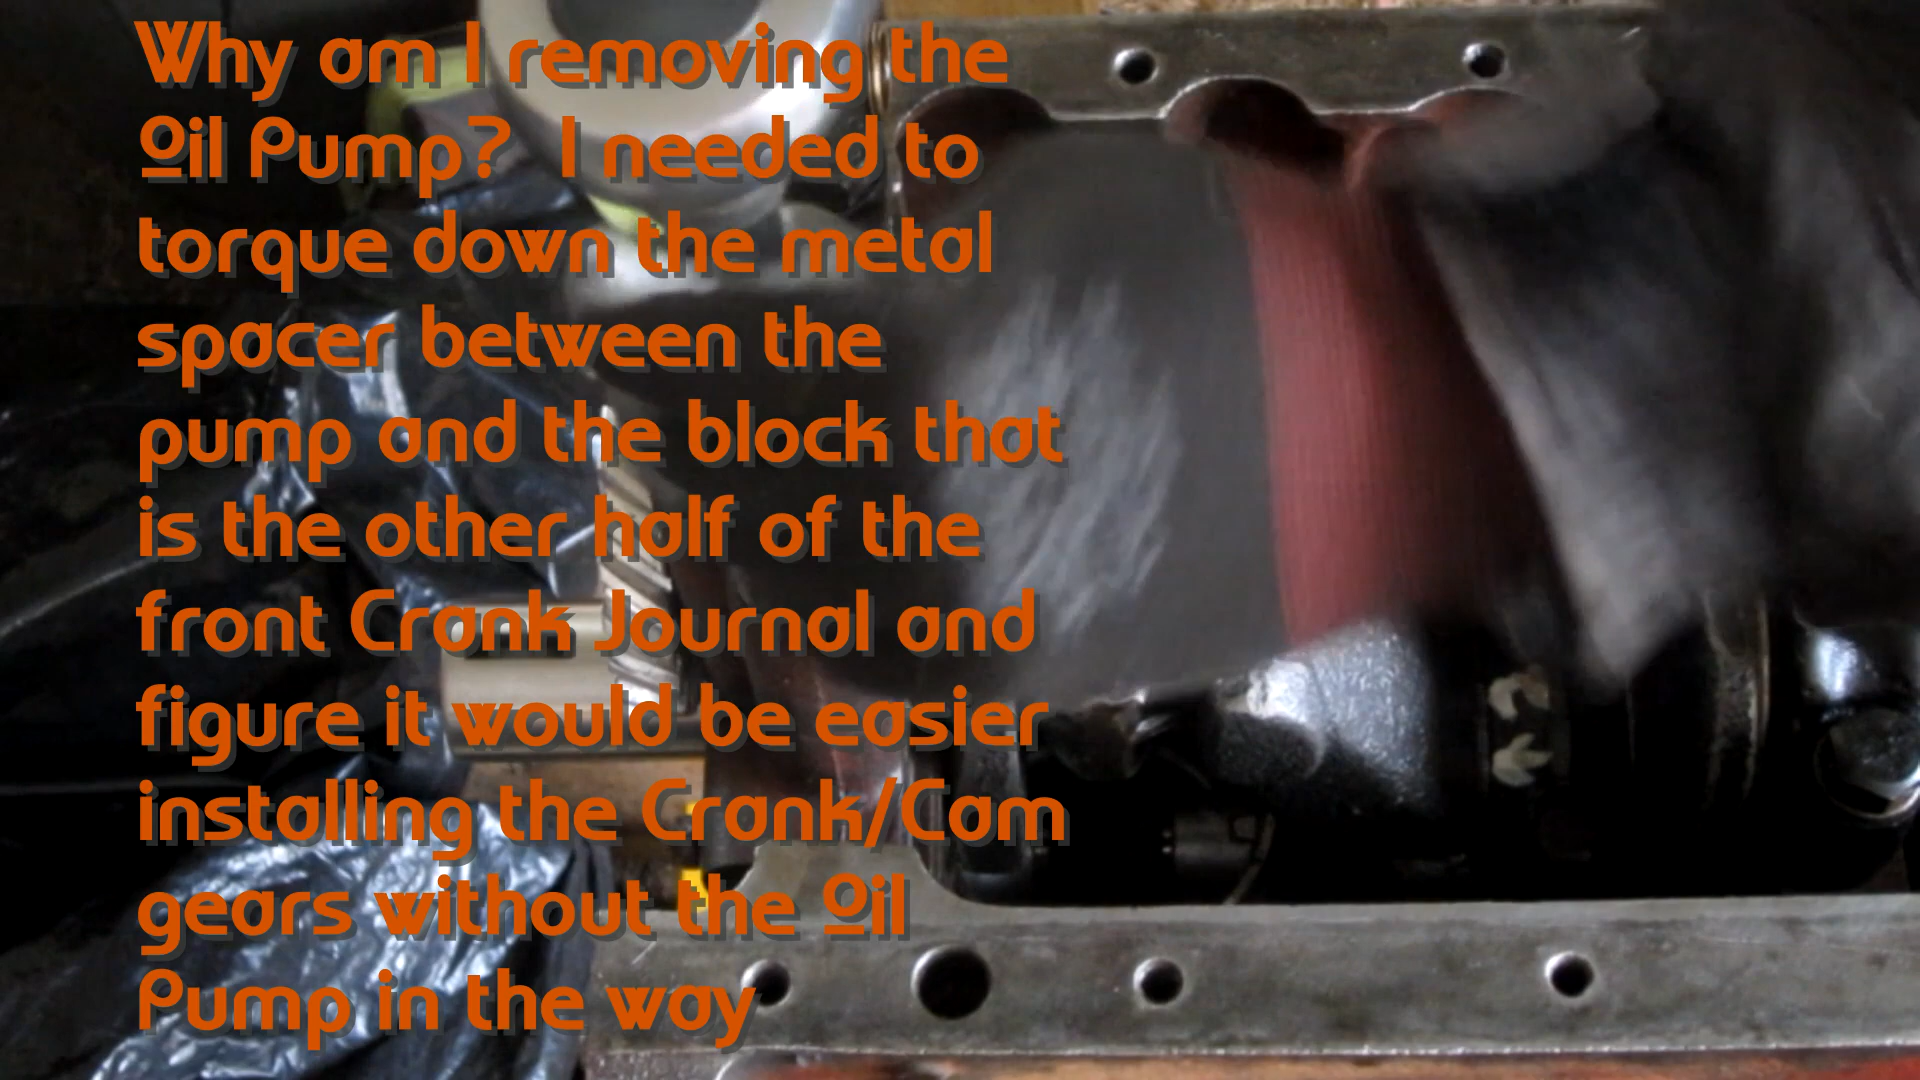 Why am I removing the
Oil Pump? I needed to
torque down the metal
spacer between the
pump and the block that
is the other half of the
front Crank Journal and
figure it would be easier
installing the Crank/Cam
gears without the Oil
Pump in the way